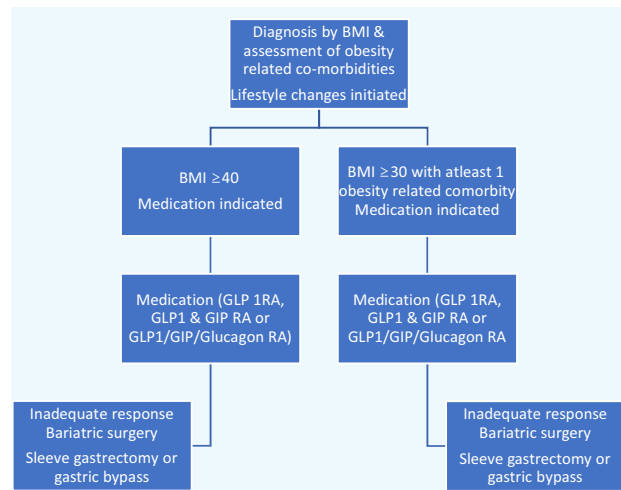 Diagnosis by BMI &
assessment of obesity
related co-morbidities
Lifestyle changes initiated
BMI ≥40
Medication indicated
BMI ≥30 with atleast 1
obesity related comorbity
Medication indicated
Medication (GLP 1RA,
GLP1 & GIP RA or
GLP1/GIP/Glucagon RA)
Medication (GLP 1RA,
GLP1 & GIP RA or
GLP1/GIP/Glucagon RA
Inadequate response
Bariatric surgery
Sleeve gastrectomy or
gastric bypass
Inadequate response
Bariatric surgery
Sleeve gastrectomy or
gastric bypass